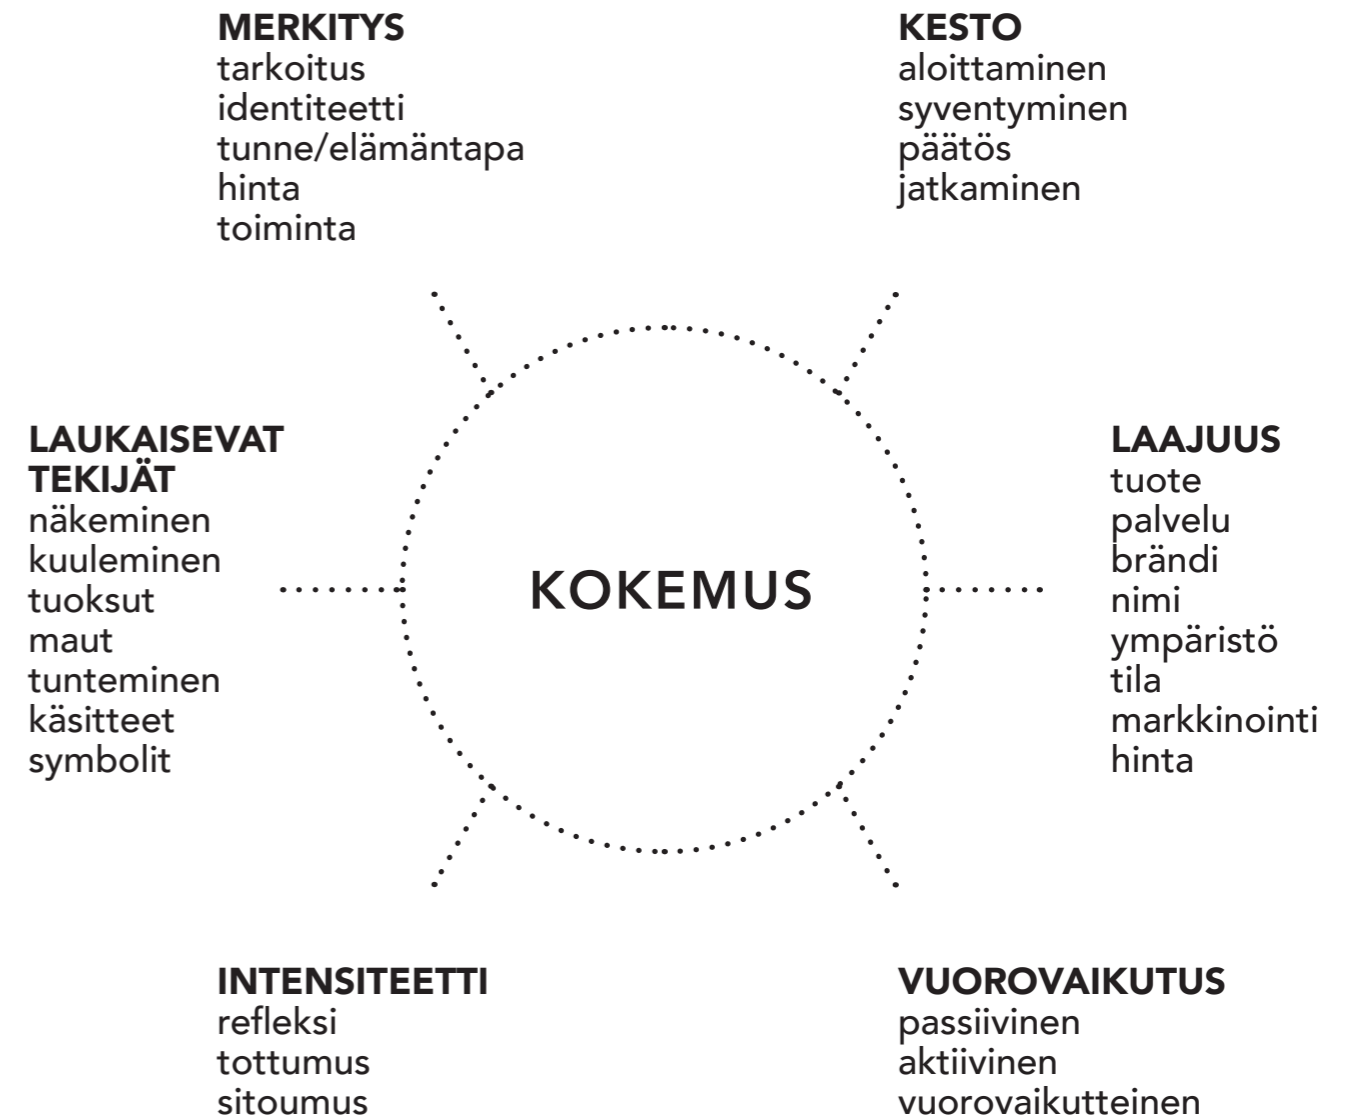 MERKITYS
tarkoitus
identiteetti
tunne/elämäntapa
hinta
toiminta
KESTO
aloittaminen
syventyminen
päätös
jatkaminen
LAUKAISEVAT
TEKIJÄT
näkeminen
kuuleminen
tuoksut
maut
tunteminen
käsitteet
symbolit
KOKEMUS
LAAJUUS
tuote
palvelu
brändi
nimi
ympäristö
tila
markkinointi
hinta
INTENSITEETTI
refleksi
tottumus
sitoumus
VUOROVAIKUTUS
passiivinen
aktiivinen
vuorovaikutteinen